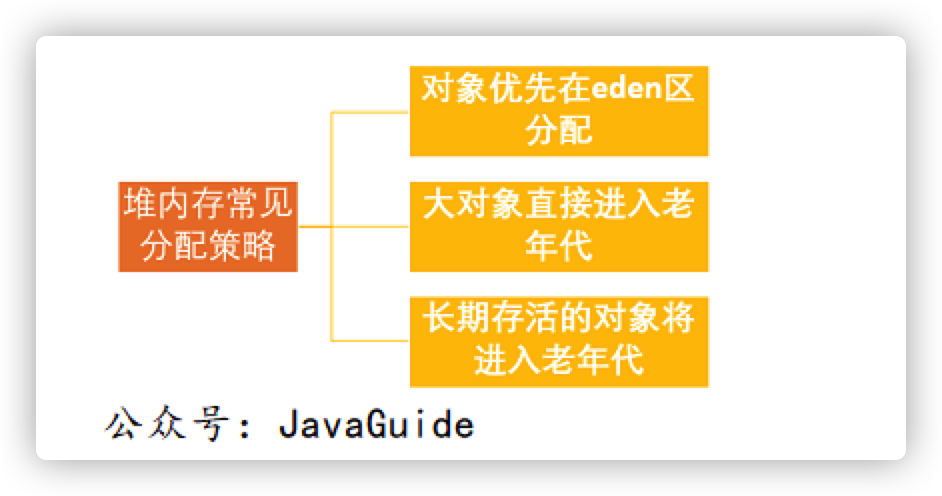 对象优先在eden区
分配
堆内存常见
分配策略
大对象直接进入老
年代
长期存活的对象将
进入老年代
公众号: JavaGuide